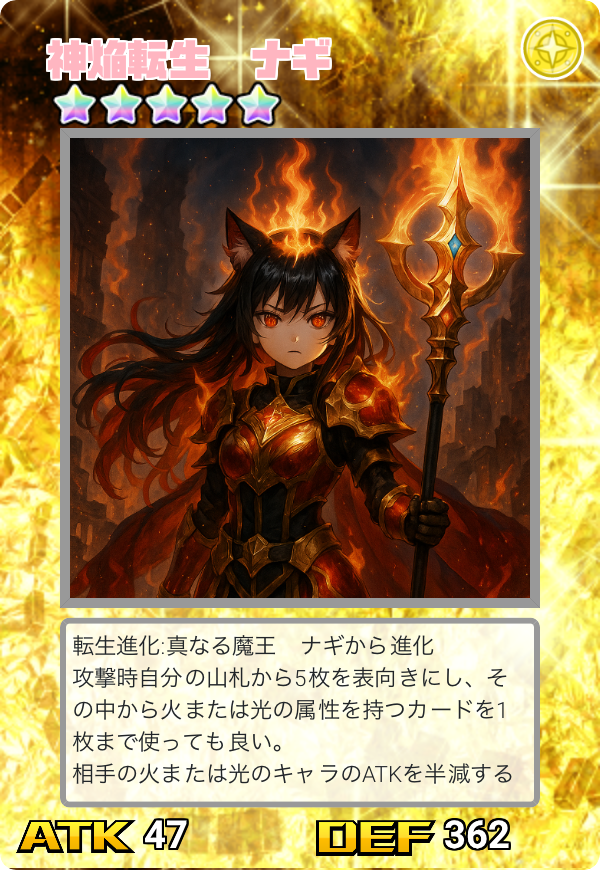 神焔転生　ナギ
転生進化:真なる魔王　ナギから進化
攻撃時自分の山札から5枚を表向きにし、そ
の中から火または光の属性を持つカードを1
枚まで使っても良い。
相手の火または光のキャラのATKを半減する
ATK 47 DEF 362